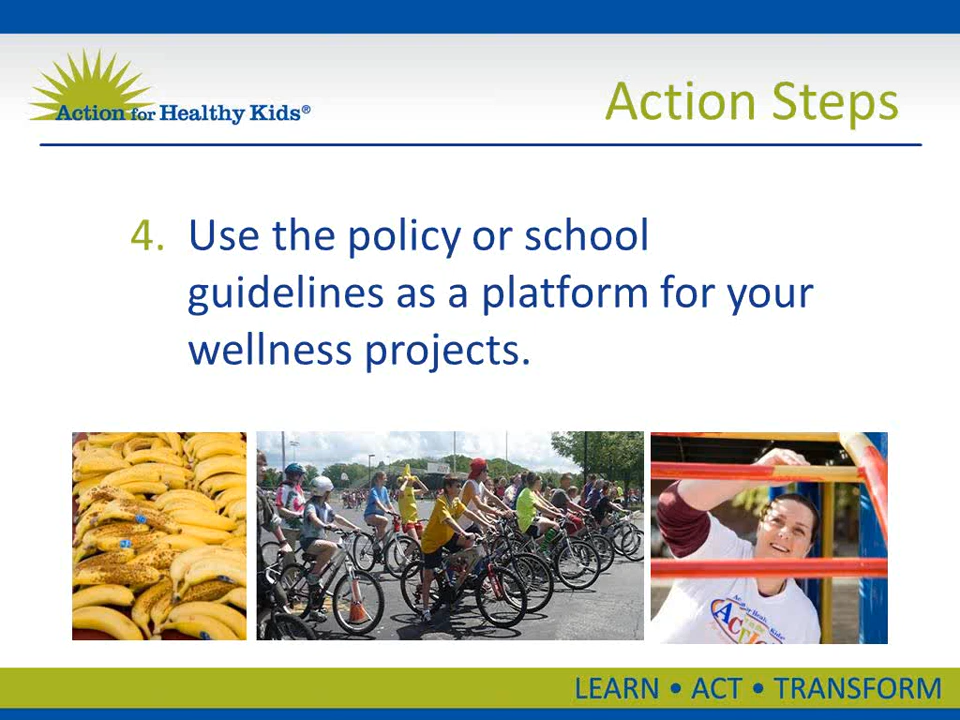 Action for Healthy Kids®
Action Steps
4. Use the policy or school
guidelines as a platform for your
wellness projects.
LEARN • ACT • TRANSFORM